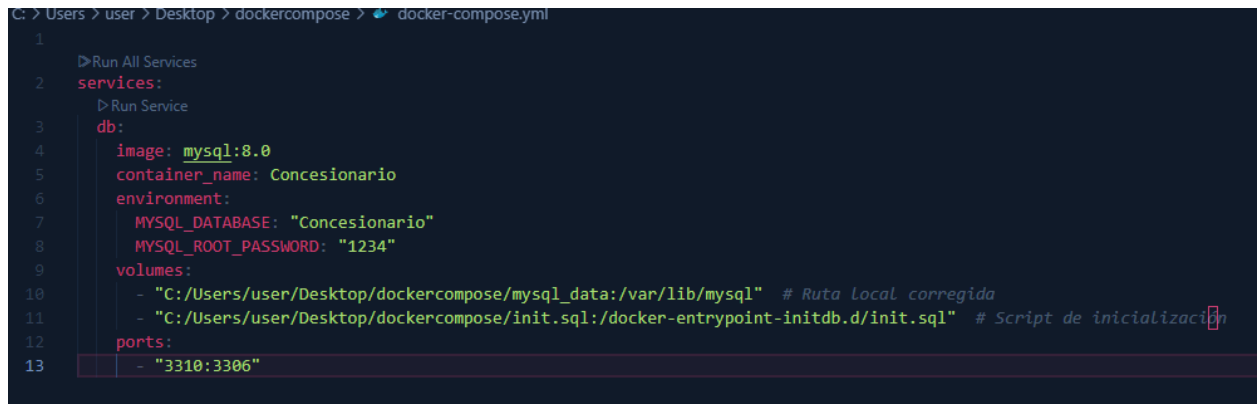 C: > Users > user > Desktop > dockercompose > docker-compose.yml
1
Run All Services
2 services:
Run Service
3 db:
4 image: mysql:8.0
5 container_name: Concesionario
6 environment:
7 MYSQL_DATABASE: "Concesionario"
8 MYSQL_ROOT_PASSWORD: "1234"
9 volumes:
10 - "C:/Users/user/Desktop/dockercompose/mysql_data:/var/lib/mysql" # Ruta local corregida
11 - "C:/Users/user/Desktop/dockercompose/init.sql:/docker-entrypoint-initdb.d/init.sql" # Script de inicialización
12 ports:
13 - "3310:3306"